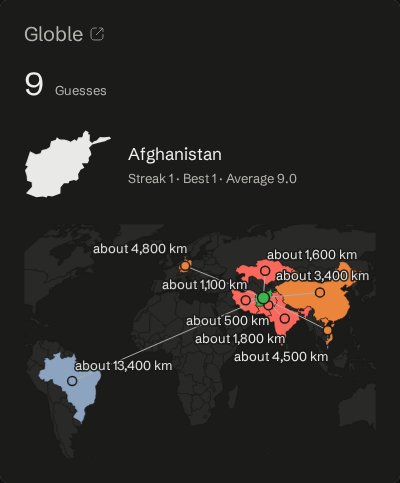 Globle
9 Guesses
Afghanistan
Streak 1 · Best 1 · Average 9.0
about 4,800 km
about 1,600 km
about 3,400 km
about 1,100 km
about 500 km
about 1,800 km
about 4,500 km
about 13,400 km